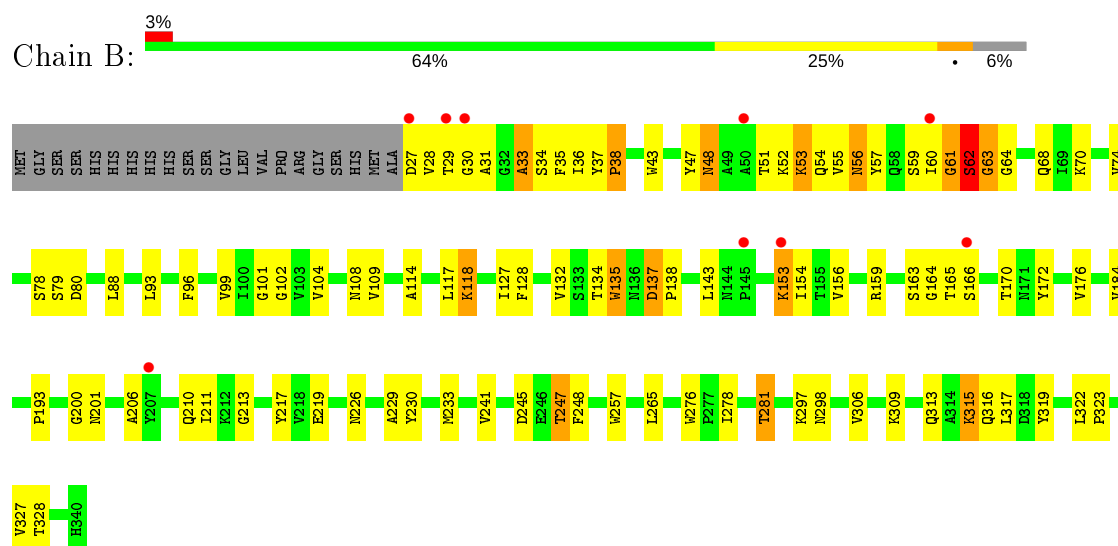 3%
Chain B:
64% 25% • 6%
MET GLY SER SER HIS HIS HIS HIS HIS HIS SER SER GLY LEU VAL PRO ARG GLY SER HIS MET ALA D27 V28 T29 G30 A31 G32 A33 S34 F35 I36 Y37 P38 W43 Y47 N48 A49 A50 T51 K52 K53 Q54 V55 N56 Y57 Q58 S59 I60 G61 S62 G63 G64 Q68 I69 K70 V74
S78 S79 D80 L88 L93 F96 V99 I100 G101 G102 V103 V104 N108 V109 A114 L117 K118 I127 F128 V132 S133 T134 W135 N136 D137 P138 L143 N144 P145 K153 I154 T155 V156 R159 S163 G164 T165 S166 T170 N171 Y172 V176 V184
P193 G200 N201 A206 Y207 Q210 I211 K212 G213 Y217 V218 E219 N226 A229 Y230 M233 V241 D245 E246 T247 F248 W257 L265 W276 P277 I278 T281 K297 N298 V306 K309 Q313 A314 K315 Q316 L317 D318 Y319 L322 P323
V327 T328 H340